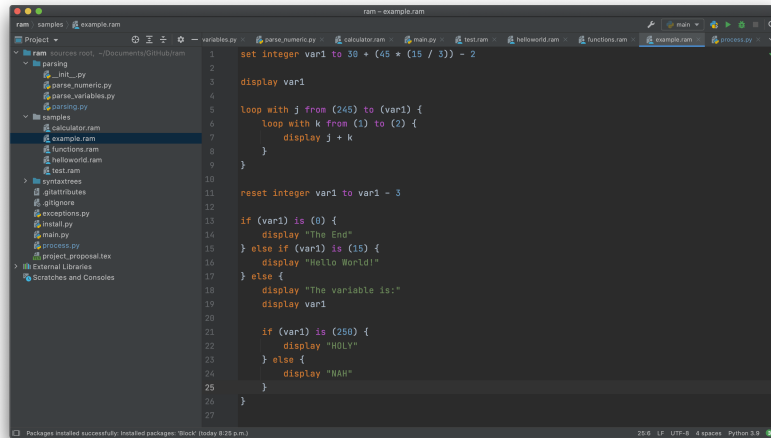 ram – example.ram
ram › samples › example.ram
main
Project
variables.py
parse_numeric.py
calculator.ram
main.py
test.ram
helloworld.ram
functions.ram
example.ram
process.py
ram sources root, ~/Documents/GitHub/ram
parsing
__init__.py
parse_numeric.py
parse_variables.py
parsing.py
samples
calculator.ram
example.ram
functions.ram
helloworld.ram
test.ram
syntaxtrees
.gitattributes
.gitignore
exceptions.py
install.py
main.py
process.py
project_proposal.tex
External Libraries
Scratches and Consoles
1 set integer var1 to 30 + (45 * (15 / 3)) - 2
2
3 display var1
4
5 loop with j from (245) to (var1) {
6 loop with k from (1) to (2) {
7 display j + k
8 }
9 }
10
11 reset integer var1 to var1 - 3
12
13 if (var1) is (0) {
14 display "The End"
15 } else if (var1) is (15) {
16 display "Hello World!"
17 } else {
18 display "The variable is:"
19 display var1
20
21 if (var1) is (250) {
22 display "HOLY"
23 } else {
24 display "NAH"
25 }
26 }
27
Packages installed successfully: Installed packages: 'Block' (today 8:25 p.m.)
25:6 LF UTF-8 4 spaces Python 3.9